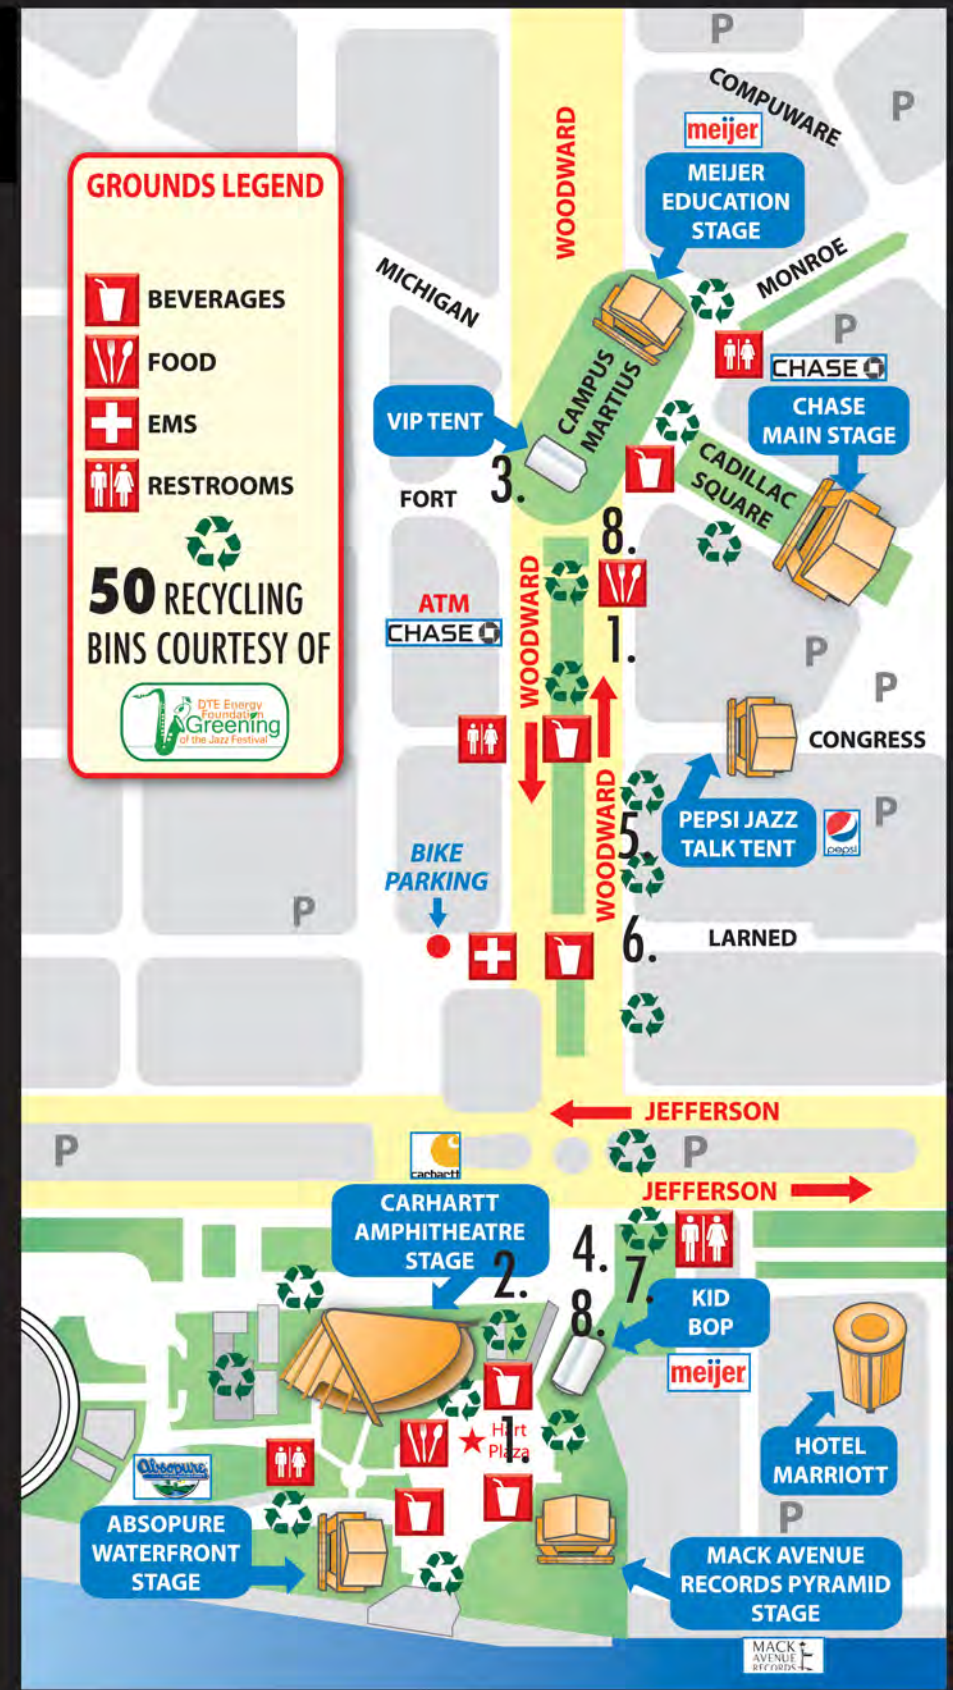 P
COMPUWARE
P
meijer
MEIJER
EDUCATION
STAGE
WOODWARD
GROUNDS LEGEND
BEVERAGES
FOOD
EMS
RESTROOMS
50 RECYCLING
BINS COURTESY OF
DTE Energy
Foundation
Greening
of the Jazz Festival
MICHIGAN
MONROE
P
CHASE
CHASE
MAIN STAGE
CAMPUS
MARTIUS
VIP TENT
CADILLAC
SQUARE
FORT
3.
8.
ATM
CHASE
WOODWARD
1.
P
P
CONGRESS
WOODWARD
5.
PEPSI JAZZ
TALK TENT
pepsi
P
BIKE
PARKING
P
6.
LARNED
JEFFERSON
P
P
carhartt
JEFFERSON
CARHARTT
AMPHITHEATRE
STAGE
2.
4.
7.
8.
KID
BOP
meijer
Hart
Plaza
1.
HOTEL
MARRIOTT
Absopure
P
ABSOPURE
WATERFRONT
STAGE
MACK AVENUE
RECORDS PYRAMID
STAGE
MACK
AVENUE
RECORDS